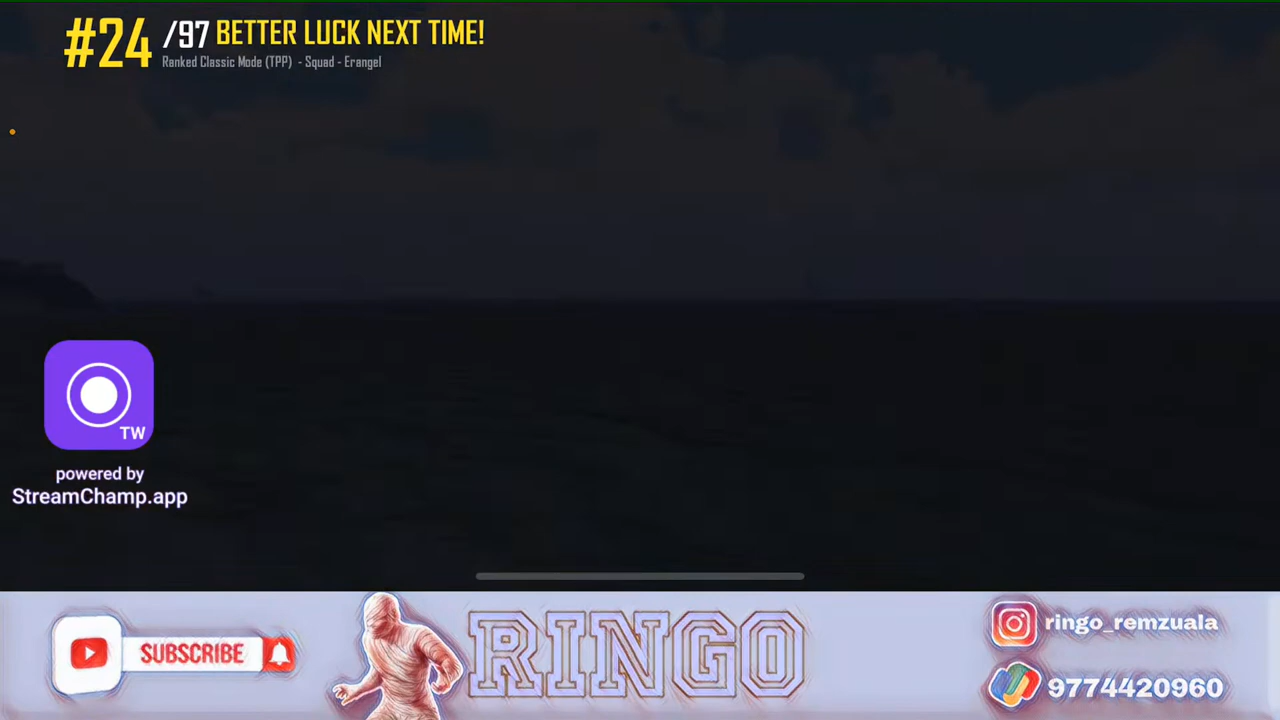 #24 /97 BETTER LUCK NEXT TIME!
Ranked Classic Mode (TPP) - Squad - Erangel
TW
powered by
StreamChamp.app
SUBSCRIBE
RINGO
ringo_remzuala
9774420960